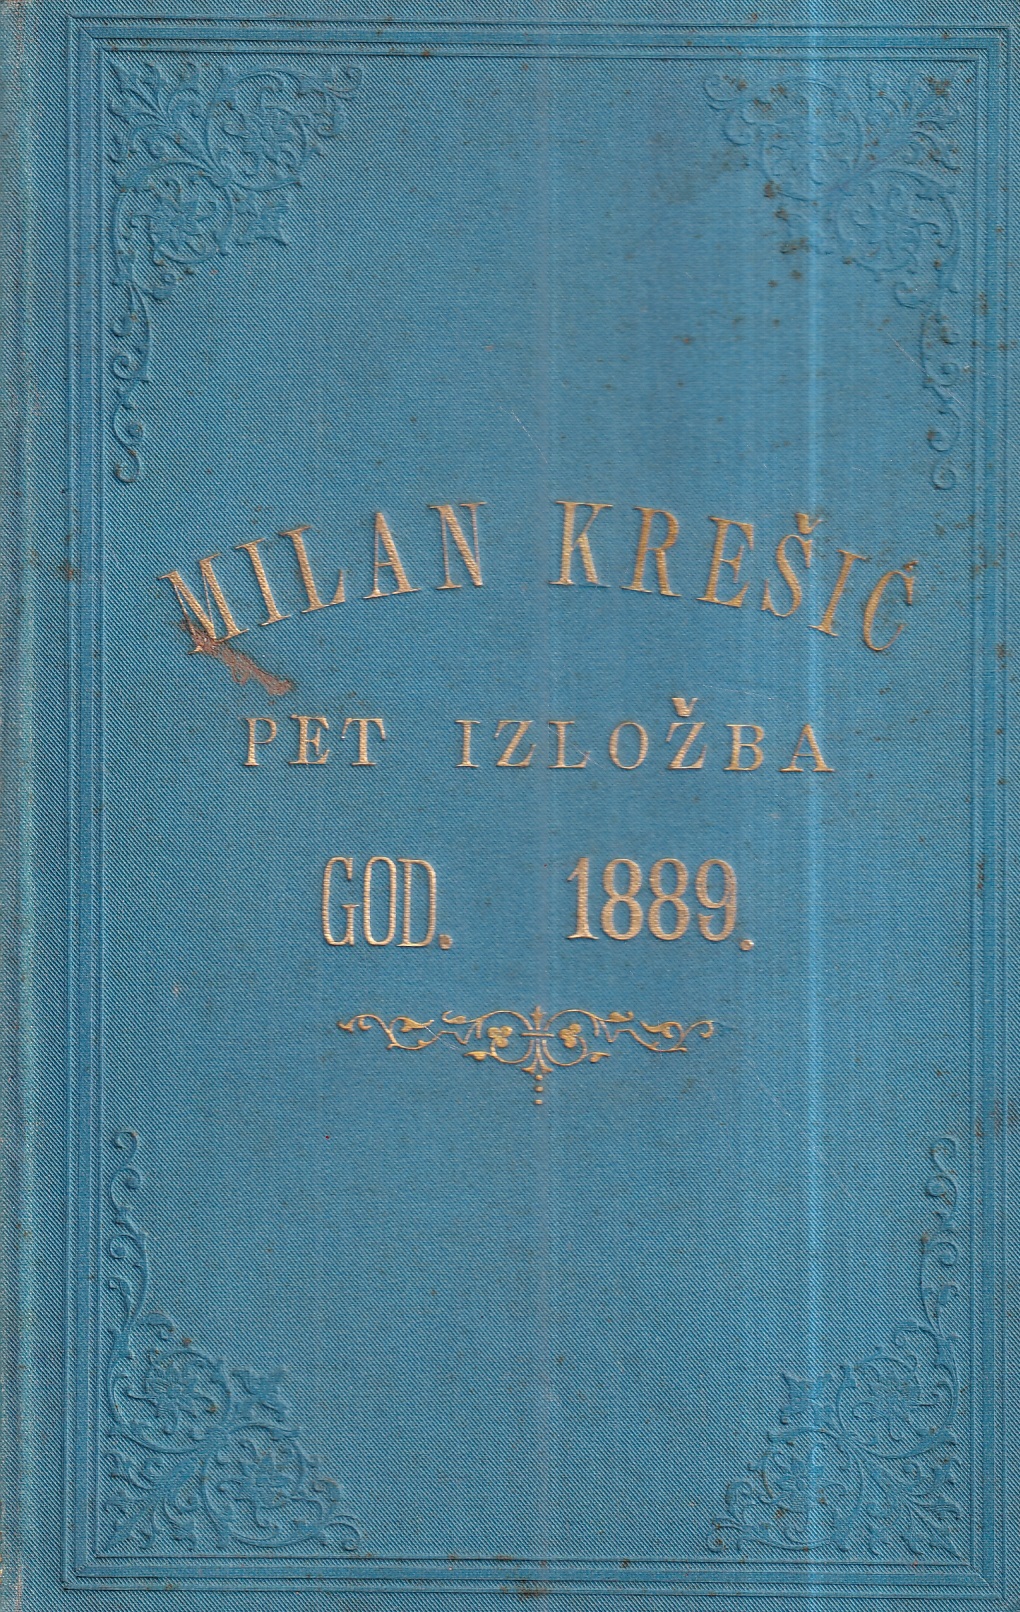 MILAN KREŠIĆ
PET IZLOŽBA
GOD. 1889.